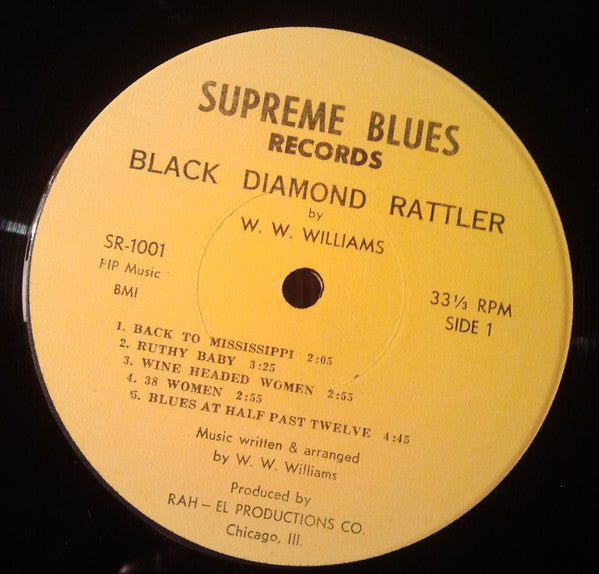 SUPREME BLUES
RECORDS
BLACK DIAMOND RATTLER
by
W. W. WILLIAMS
SR-1001
PIP Music
BMI
33 1/3 RPM
SIDE 1
1. BACK TO MISSISSIPPI 2:05
2. RUTHY BABY 3:25
3. WINE HEADED WOMEN 2:55
4. 38 WOMEN 2:55
5. BLUES AT HALF PAST TWELVE 4:45
Music written & arranged
by W. W. Williams
Produced by
RAH – EL PRODUCTIONS CO.
Chicago, Ill.